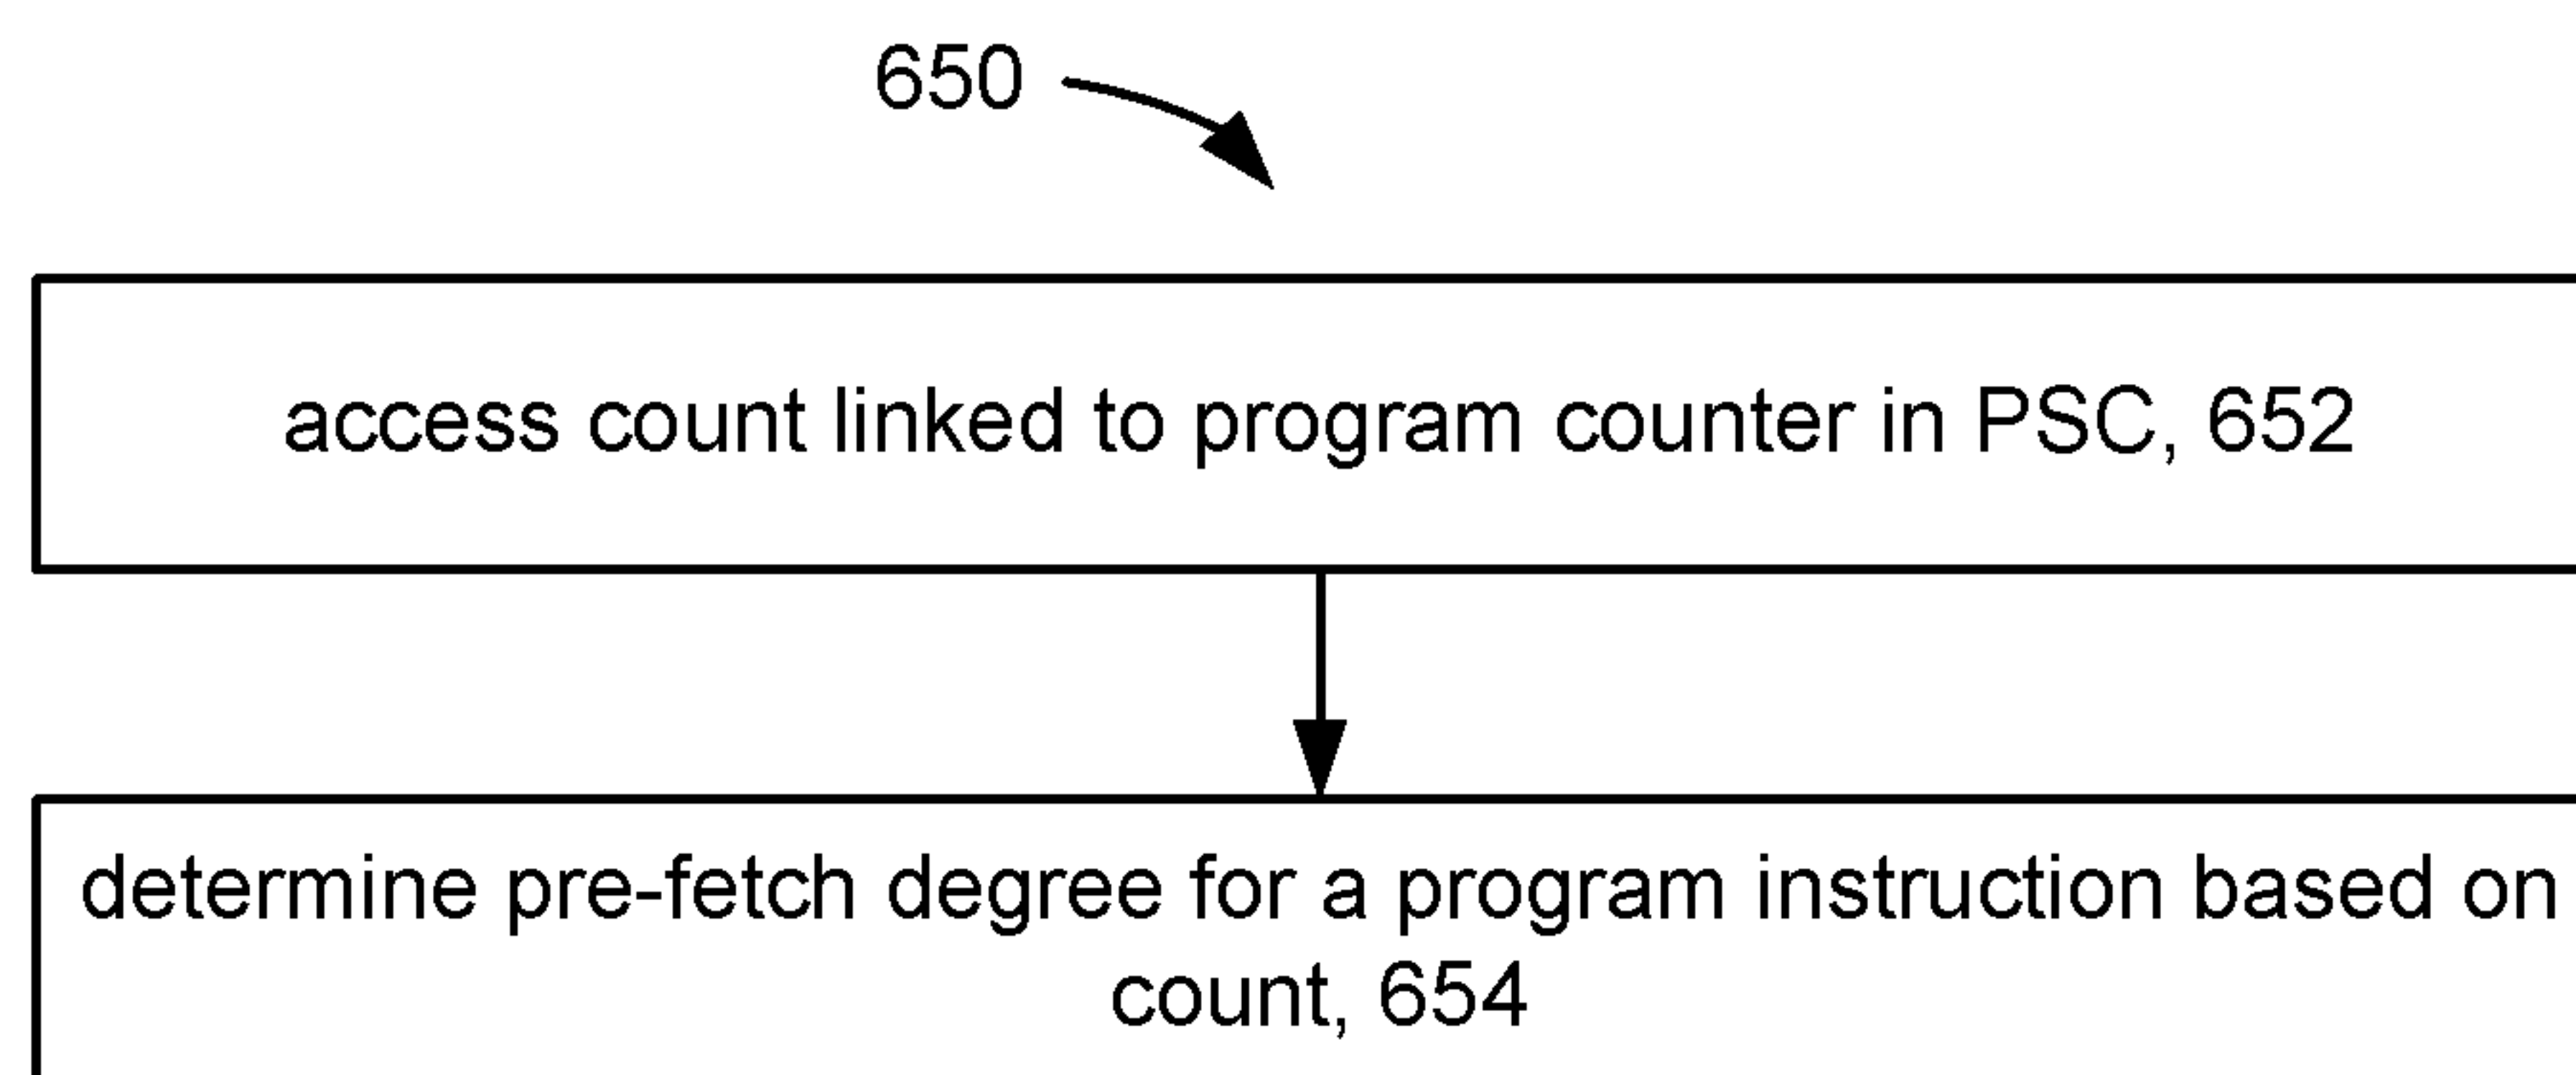 650
access count linked to program counter in PSC, 652
determine pre-fetch degree for a program instruction based on
count, 654